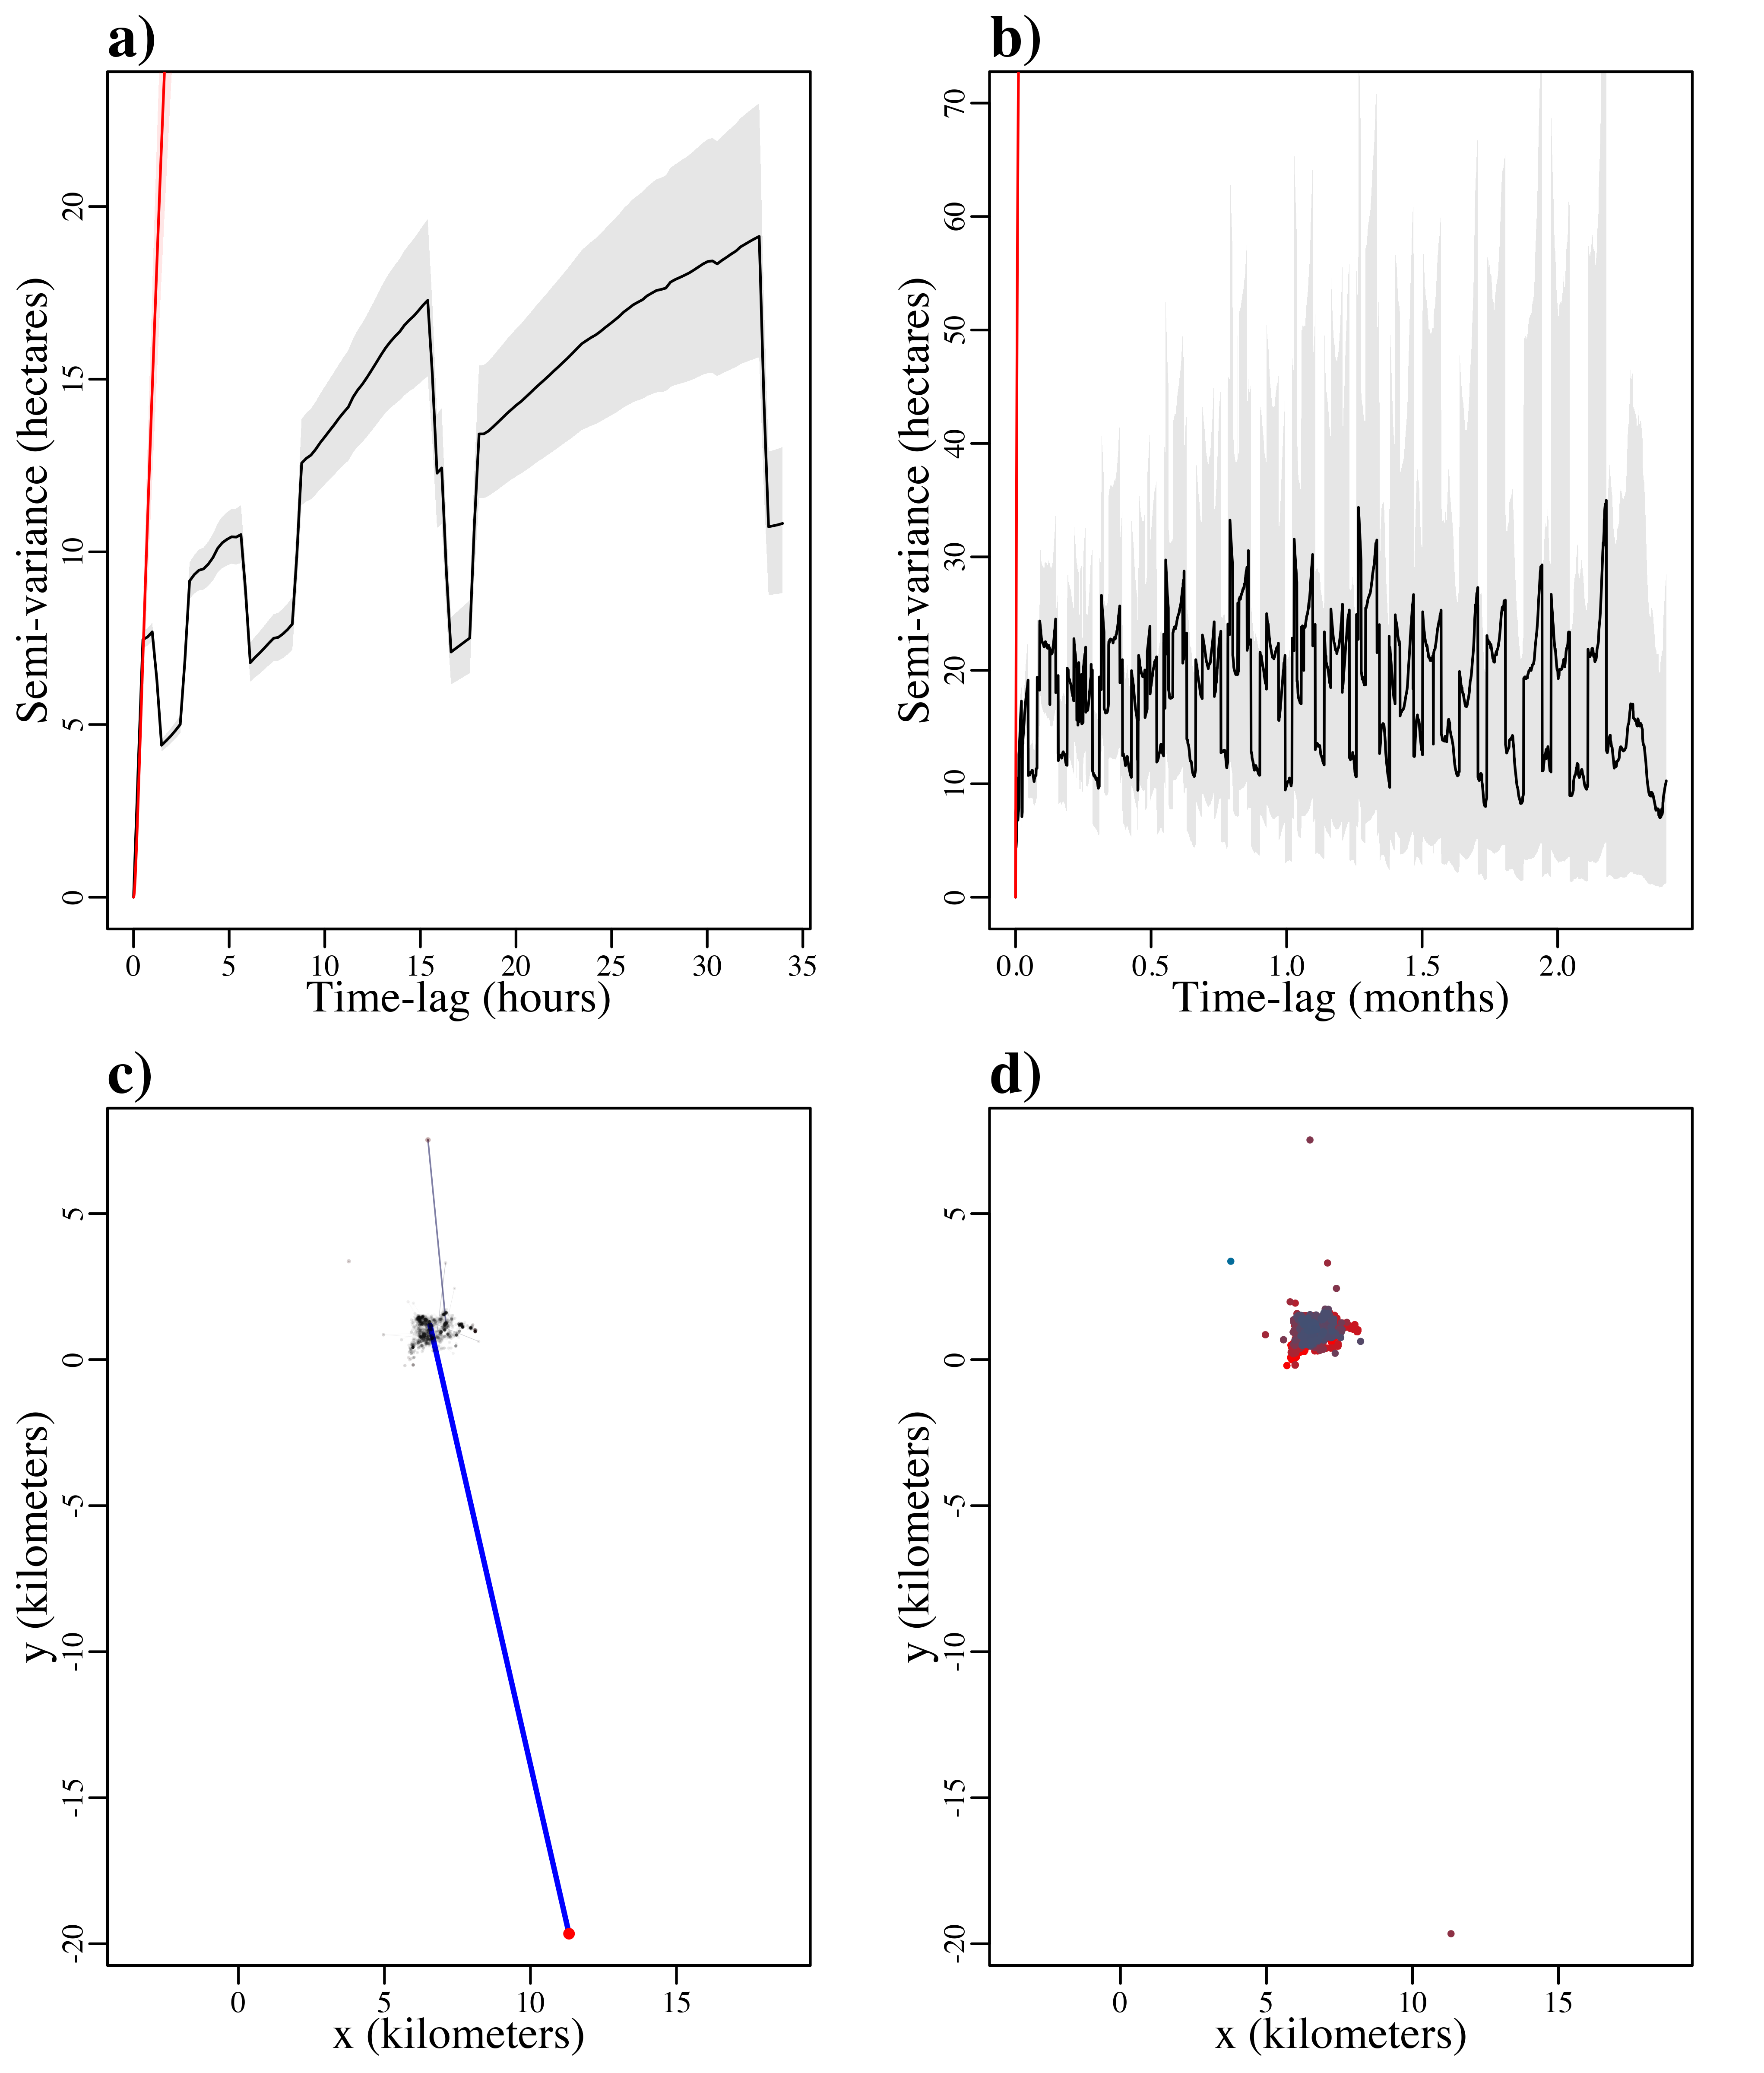 a)
Semi-variance (hectares)
0 5 10 15 20
0 5 10 15 20 25 30 35
Time-lag (hours)
b)
Semi-variance (hectares)
0 10 20 30 40 50 60 70
0.0 0.5 1.0 1.5 2.0
Time-lag (months)
c)
y (kilometers)
-20 -15 -10 -5 0 5
0 5 10 15
x (kilometers)
d)
y (kilometers)
-20 -15 -10 -5 0 5
0 5 10 15
x (kilometers)